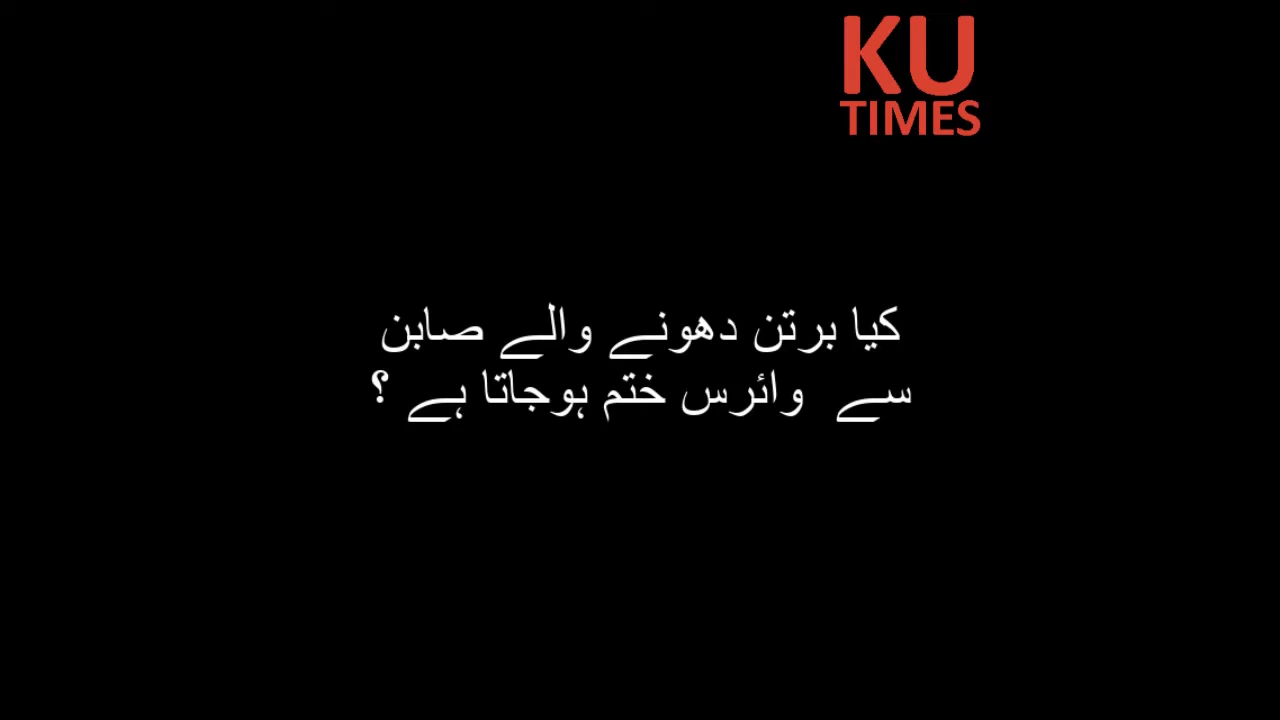 KU
TIMES
کیا برتن دھونے والے صابن
سے وائرس ختم ہوجاتا ہے ؟